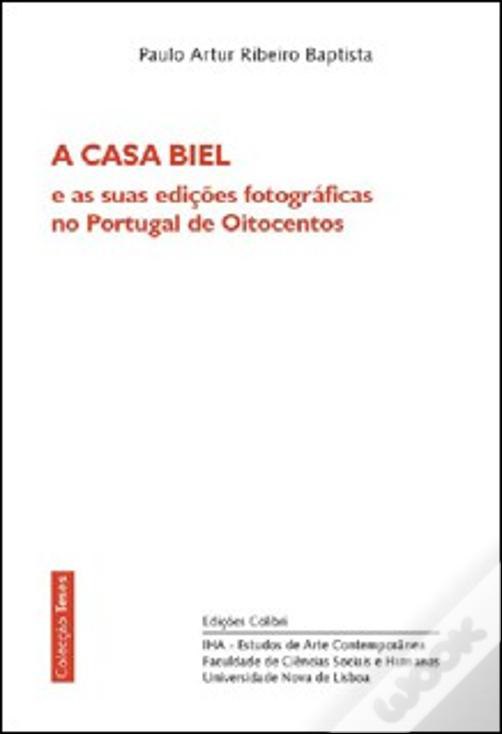 Paulo Artur Ribeiro Baptista
A CASA BIEL
e as suas edições fotográficas
no Portugal de Oitocentos
Colecção Teses
Edições Colibri
IHA - Estudos de Arte Contemporânea
Faculdade de Ciências Sociais e Humanas
Universidade Nova de Lisboa
wook